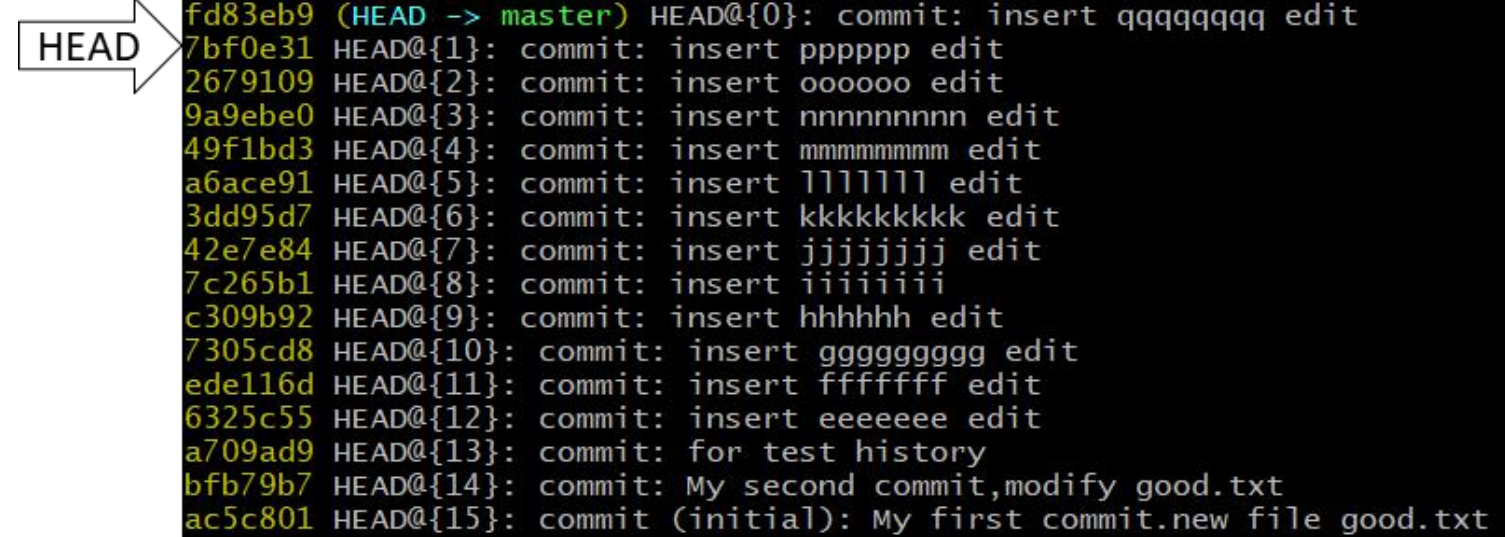 fd83eb9 (HEAD -> master) HEAD@{0}: commit: insert qqqqqqqq edit
HEAD
7bf0e31 HEAD@{1}: commit: insert pppppp edit
2679109 HEAD@{2}: commit: insert oooooo edit
9a9ebe0 HEAD@{3}: commit: insert nnnnnnnnn edit
49f1bd3 HEAD@{4}: commit: insert mmmmmmmm edit
a6ace91 HEAD@{5}: commit: insert lllllll edit
3dd95d7 HEAD@{6}: commit: insert kkkkkkkkk edit
42e7e84 HEAD@{7}: commit: insert jjjjjjjj edit
7c265b1 HEAD@{8}: commit: insert iiiiiiii
c309b92 HEAD@{9}: commit: insert hhhhhh edit
7305cd8 HEAD@{10}: commit: insert ggggggggg edit
ede116d HEAD@{11}: commit: insert fffffff edit
6325c55 HEAD@{12}: commit: insert eeeeeee edit
a709ad9 HEAD@{13}: commit: for test history
bfb79b7 HEAD@{14}: commit: My second commit,modify good.txt
ac5c801 HEAD@{15}: commit (initial): My first commit.new file good.txt